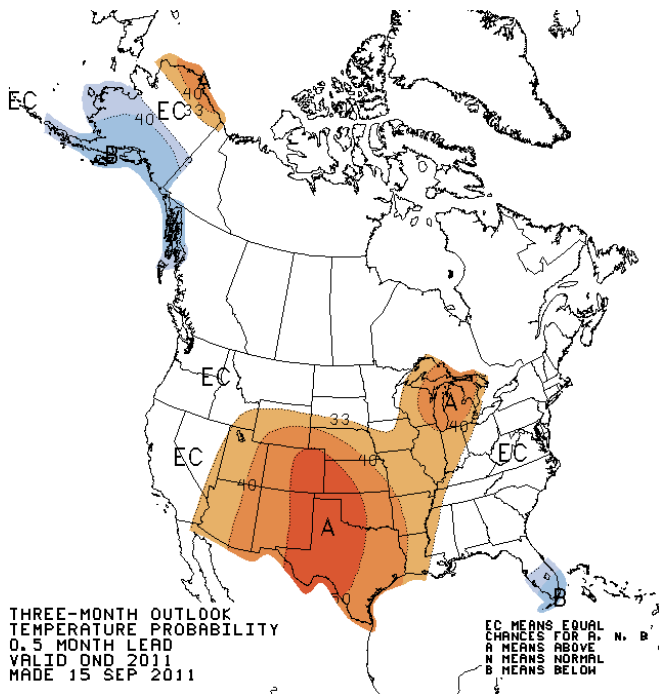 A
EC
40
EC
33
40
B
EC
33
A
40
EC
40
EC
40
A
50
B
THREE-MONTH OUTLOOK
TEMPERATURE PROBABILITY
0.5 MONTH LEAD
VALID OND 2011
MADE 15 SEP 2011
EC MEANS EQUAL
CHANCES FOR A, N, B
A MEANS ABOVE
N MEANS NORMAL
B MEANS BELOW